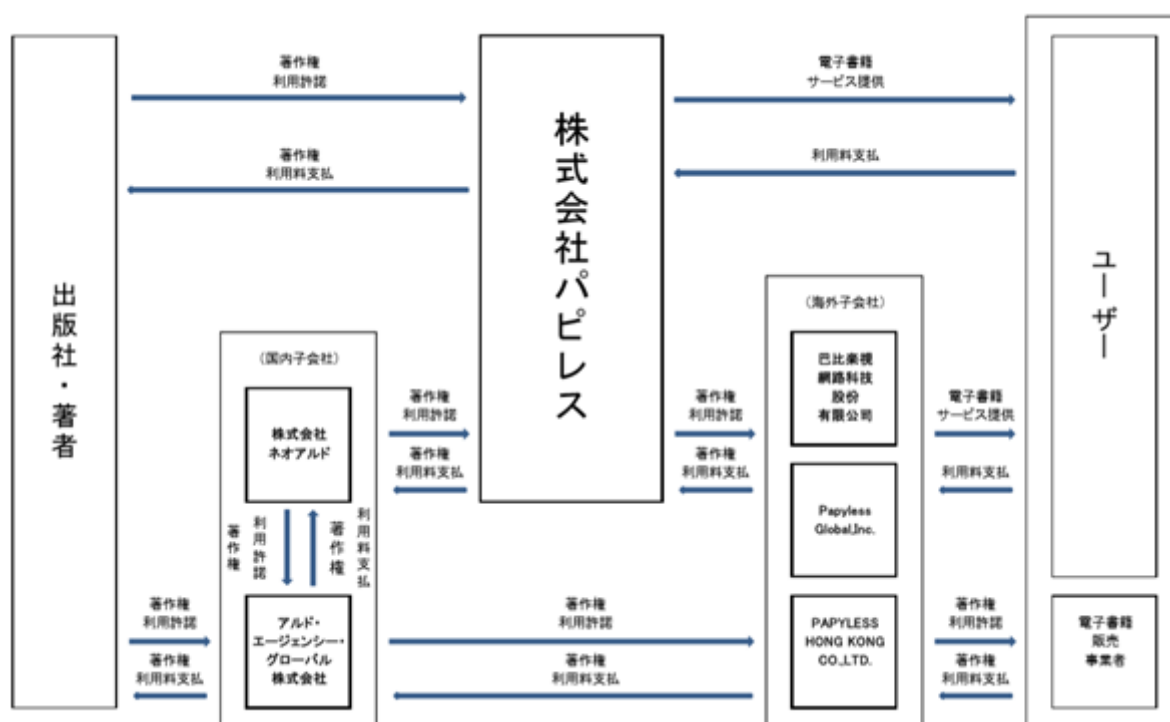 出版社・著者
著作権
利用許諾
著作権
利用料支払
株式会社パピレス
電子書籍
サービス提供
利用料支払
ユーザー
(国内子会社)
株式会社
ネオアルド
著作権
利用許諾
著作権
利用料支払
アルド・
エージェンシー・
グローバル
株式会社
著作権
利用許諾
著作権
利用料支払
著作権
利用許諾
著作権
利用料支払
著作権
利用許諾
著作権
利用料支払
(海外子会社)
巴比楽視
網路科技
股份
有限公司
Papyless
Global,Inc.
PAPYLESS
HONG KONG
CO.,LTD.
電子書籍
サービス提供
利用料支払
著作権
利用許諾
著作権
利用料支払
著作権
利用許諾
著作権
利用料支払
電子書籍
販売
事業者